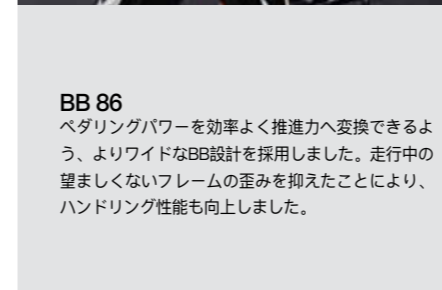 BB 86
ペダリングパワーを効率よく推進力へ変換できるよ
う、よりワイドなBB設計を採用しました。走行中の
望ましくないフレームの歪みを抑えたことにより、
ハンドリング性能も向上しました。